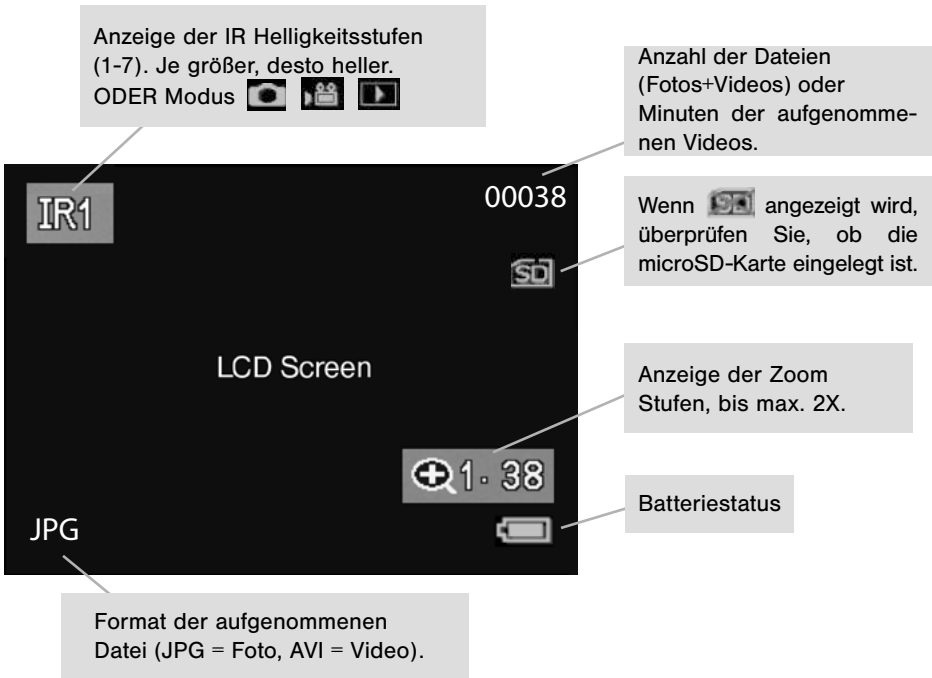 Anzeige der IR Helligkeitsstufen
(1-7). Je größer, desto heller.
ODER Modus
Anzahl der Dateien
(Fotos+Videos) oder
Minuten der aufgenomme-
nen Videos.
IR1
00038
Wenn SD angezeigt wird,
überprüfen Sie, ob die
microSD-Karte eingelegt ist.
SD
LCD Screen
Anzeige der Zoom
Stufen, bis max. 2X.
1. 38
Batteriestatus
JPG
Format der aufgenommenen
Datei (JPG = Foto, AVI = Video).